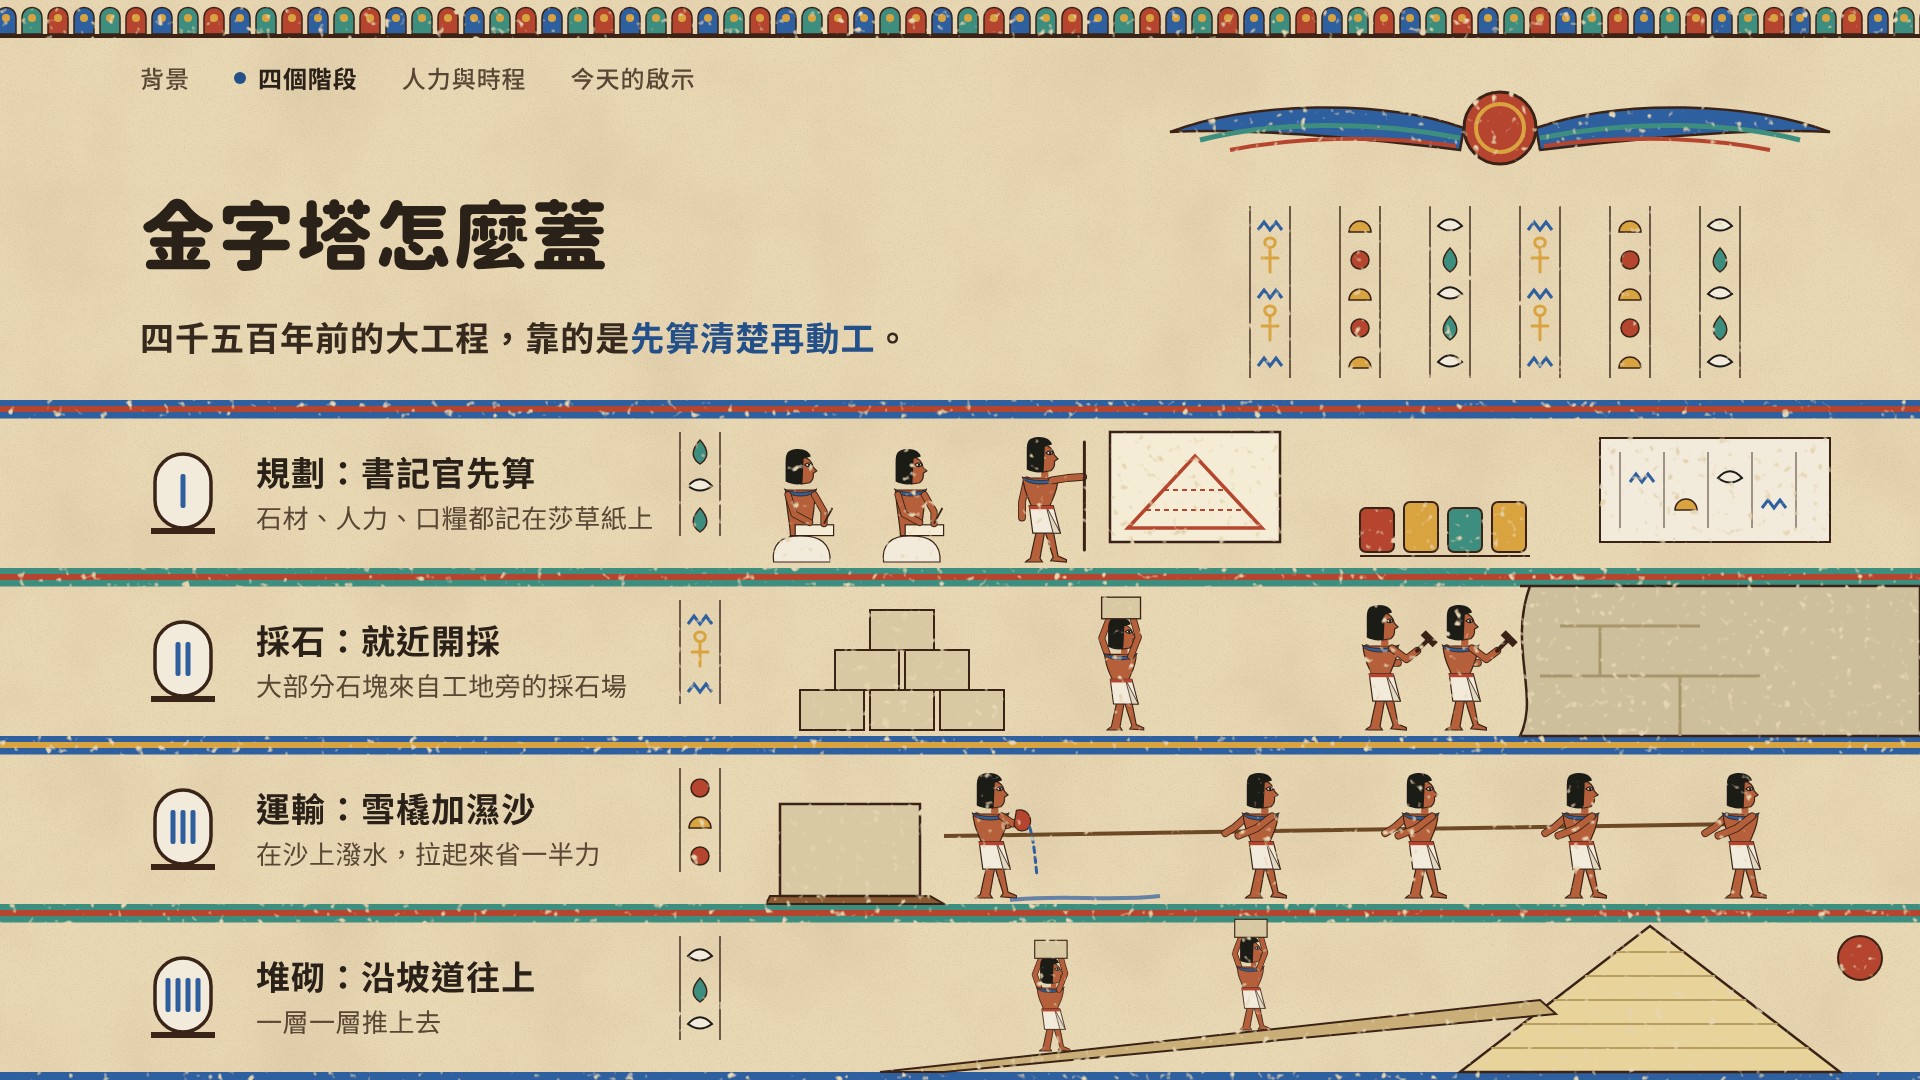 背景
四個階段
人力與時程
今天的啟示
金字塔怎麼蓋
四千五百年前的大工程，靠的是先算清楚再動工。
規劃：書記官先算
石材、人力、口糧都記在莎草紙上
採石：就近開採
大部分石塊來自工地旁的採石場
運輸：雪橇加濕沙
在沙上潑水，拉起來省一半力
堆砌：沿坡道往上
一層一層推上去